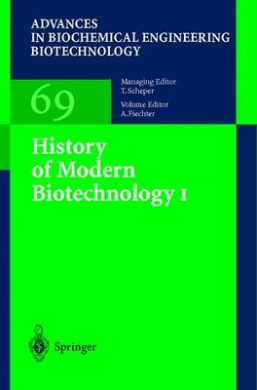 ADVANCES
IN BIOCHEMICAL ENGINEERING
BIOTECHNOLOGY
69
Managing Editor
T. Scheper
Volume Editor
A. Fiechter
History
of Modern
Biotechnology I
Springer